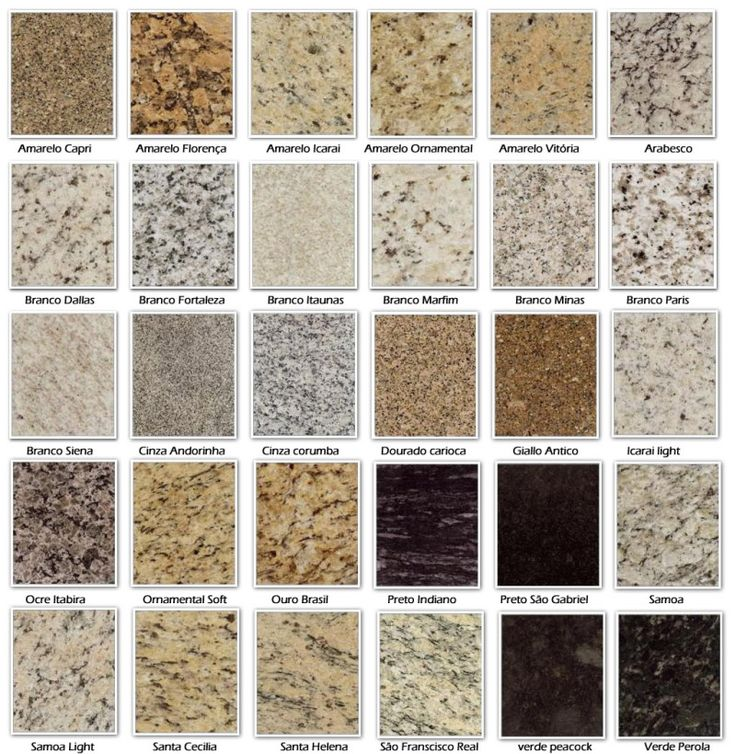 Amarelo Capri
Amarelo Florença
Amarelo Icarai
Amarelo Ornamental
Amarelo Vitória
Arabesco
Branco Dallas
Branco Fortaleza
Branco Itaunas
Branco Marfim
Branco Minas
Branco Paris
Branco Siena
Cinza Andorinha
Cinza corumba
Dourado carioca
Giallo Antico
Icarai light
Ocre Itabira
Ornamental Soft
Ouro Brasil
Preto Indiano
Preto São Gabriel
Samoa
Samoa Light
Santa Cecilia
Santa Helena
São Franscisco Real
verde peacock
Verde Perola